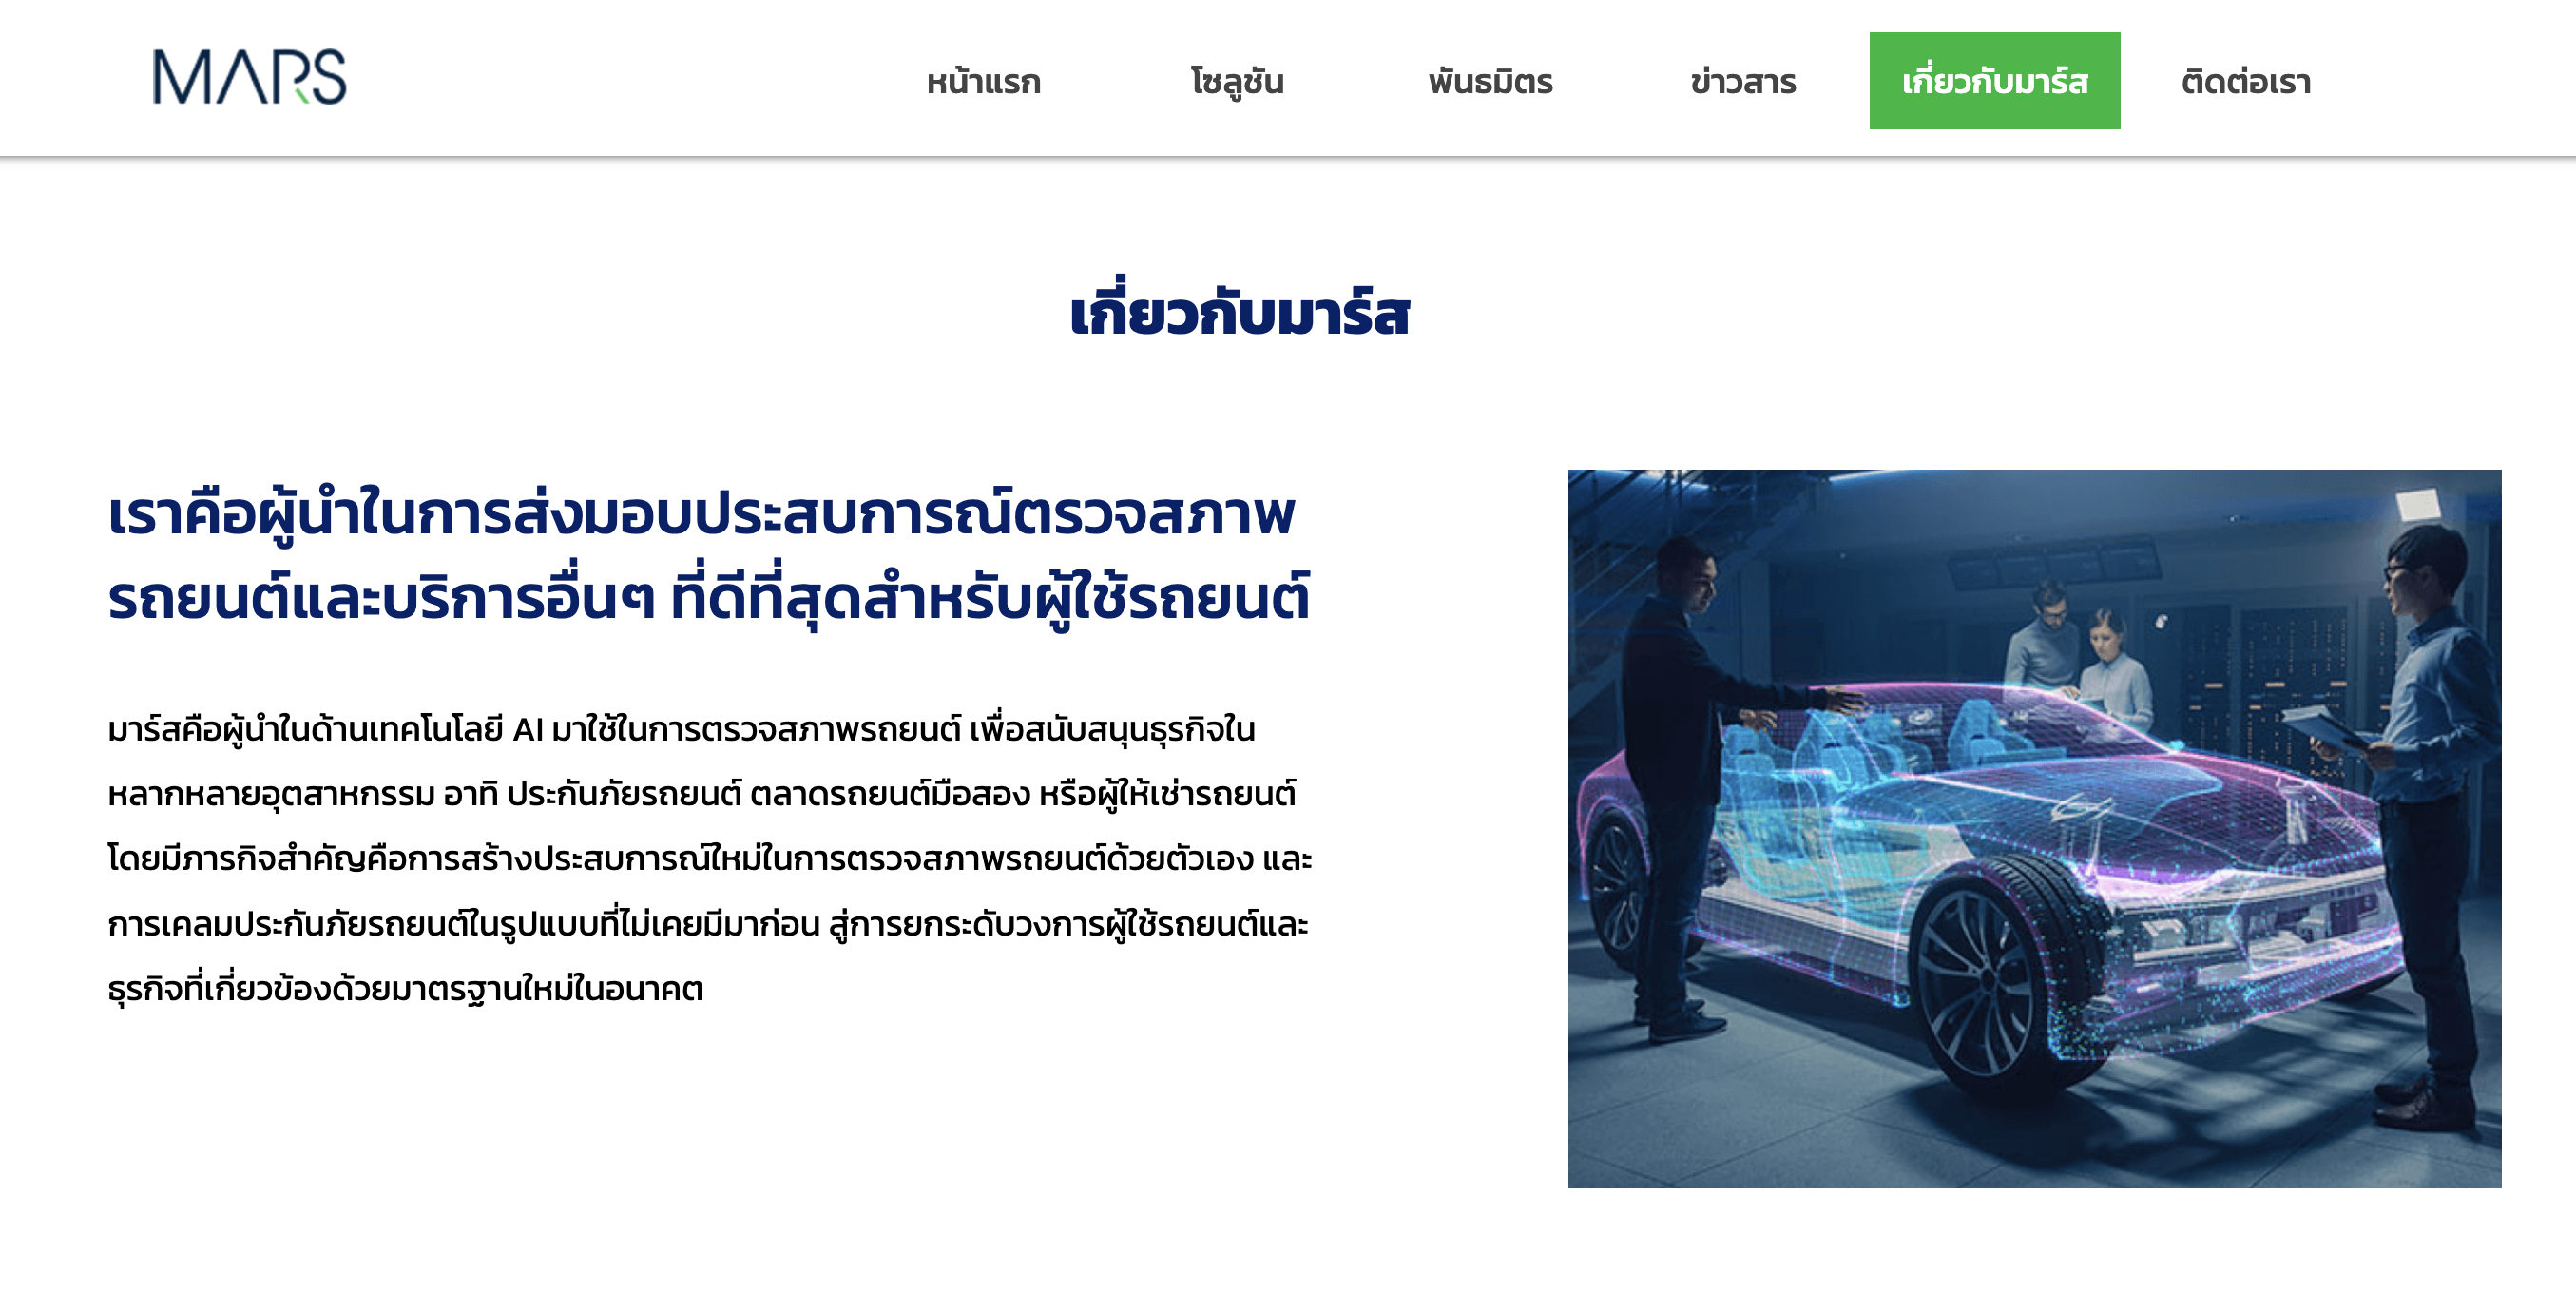 MARS
หน้าแรก
โซลูชัน
พันธมิตร
ข่าวสาร
เกี่ยวกับมาร์ส
ติดต่อเรา
เกี่ยวกับมาร์ส
เราคือผู้นำในการส่งมอบประสบการณ์ตรวจสภาพ
รถยนต์และบริการอื่นๆ ที่ดีที่สุดสำหรับผู้ใช้รถยนต์
มาร์สคือผู้นำในด้านเทคโนโลยี AI มาใช้ในการตรวจสภาพรถยนต์ เพื่อสนับสนุนธุรกิจใน
หลากหลายอุตสาหกรรม อาทิ ประกันภัยรถยนต์ ตลาดรถยนต์มือสอง หรือผู้ให้เช่ารถยนต์
โดยมีภารกิจสำคัญคือการสร้างประสบการณ์ใหม่ในการตรวจสภาพรถยนต์ด้วยตัวเอง และ
การเคลมประกันภัยรถยนต์ในรูปแบบที่ไม่เคยมีมาก่อน สู่การยกระดับวงการผู้ใช้รถยนต์และ
ธุรกิจที่เกี่ยวข้องด้วยมาตรฐานใหม่ในอนาคต